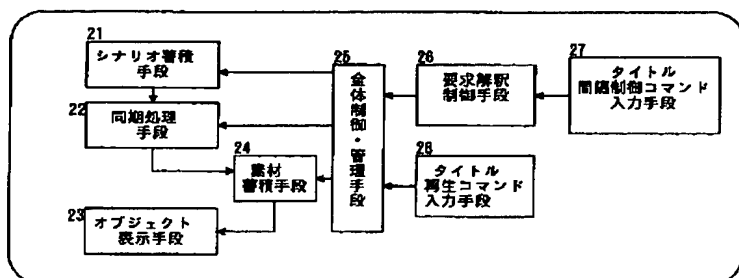 21
シナリオ蓄積
手段
22
同期処理
手段
23
オブジェクト
表示手段
24
素材
蓄積手段
25
全体制御・管理手段
26
要求解釈
制御手段
27
タイトル
間隔制御コマンド
入力手段
28
タイトル
再生コマンド
入力手段